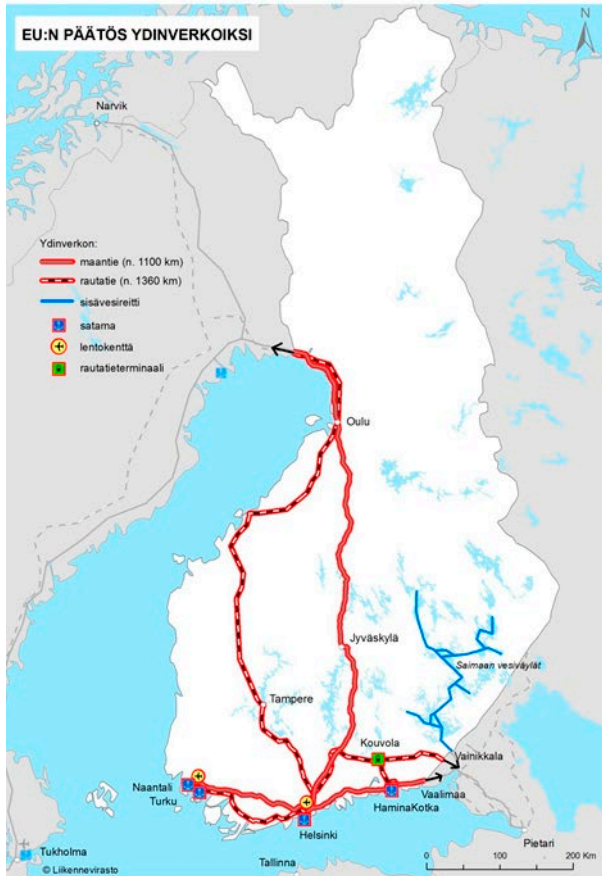 EU:N PÄÄTÖS YDINVERKOIKSI
N
Narvik
Ydinverkon:
maantie (n. 1100 km)
rautatie (n. 1360 km)
sisävesireitti
satama
lentokenttä
rautatieterminaali
Oulu
Jyväskylä
Saimaan vesiväylät
Tampere
Kouvola
Vainikkala
Naantali
Turku
HaminaKotka
Vaalimaa
Helsinki
Pietari
Tukholma
Tallinna
© Liikennevirasto
0 100 200 Km